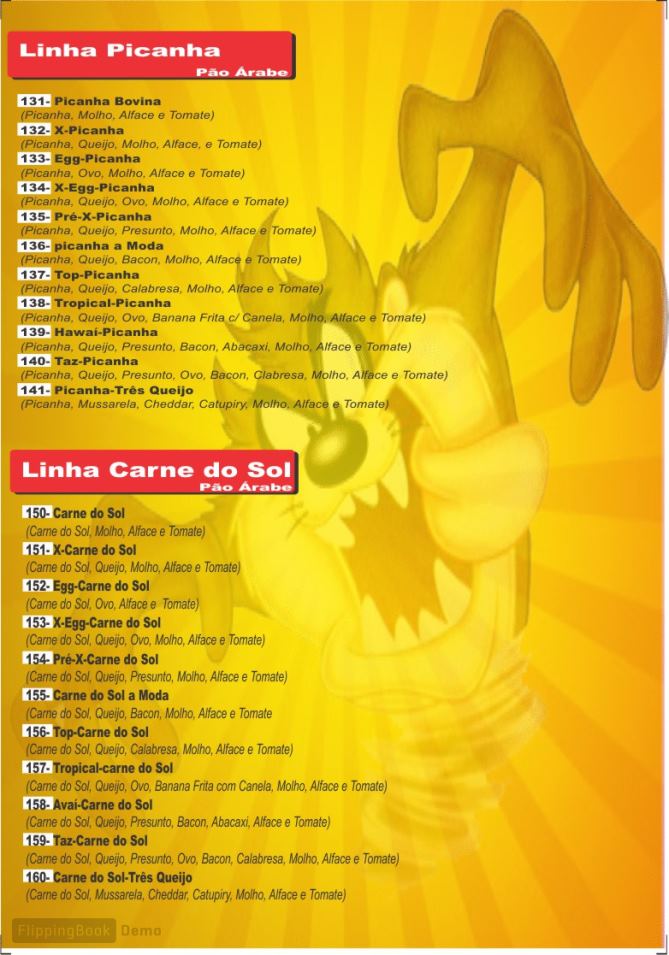 Linha Picanha
Pão Árabe
131- Picanha Bovina
(Picanha, Molho, Alface e Tomate)
132- X-Picanha
(Picanha, Queijo, Molho, Alface, e Tomate)
133- Egg-Picanha
(Picanha, Ovo, Molho, Alface e Tomate)
134- X-Egg-Picanha
(Picanha, Queijo, Ovo, Molho, Alface e Tomate)
135- Pré-X-Picanha
(Picanha, Queijo, Presunto, Molho, Alface e Tomate)
136- picanha a Moda
(Picanha, Queijo, Bacon, Molho, Alface e Tomate)
137- Top-Picanha
(Picanha, Queijo, Calabresa, Molho, Alface e Tomate)
138- Tropical-Picanha
(Picanha, Queijo, Ovo, Banana Frita c/ Canela, Molho, Alface e Tomate)
139- Hawaí-Picanha
(Picanha, Queijo, Presunto, Bacon, Abacaxi, Molho, Alface e Tomate)
140- Taz-Picanha
(Picanha, Queijo, Presunto, Ovo, Bacon, Clabresa, Molho, Alface e Tomate)
141- Picanha-Três Queijo
(Picanha, Mussarela, Cheddar, Catupiry, Molho, Alface e Tomate)
Linha Carne do Sol
Pão Árabe
150- Carne do Sol
(Carne do Sol, Molho, Alface e Tomate)
151- X-Carne do Sol
(Carne do Sol, Queijo, Molho, Alface e Tomate)
152- Egg-Carne do Sol
(Carne do Sol, Ovo, Alface e Tomate)
153- X-Egg-Carne do Sol
(Carne do Sol, Queijo, Ovo, Molho, Alface e Tomate)
154- Pré-X-Carne do Sol
(Carne do Sol, Queijo, Presunto, Molho, Alface e Tomate)
155- Carne do Sol a Moda
(Carne do Sol, Queijo, Bacon, Molho, Alface e Tomate
156- Top-Carne do Sol
(Carne do Sol, Queijo, Calabresa, Molho, Alface e Tomate)
157- Tropical-carne do Sol
(Carne do Sol, Queijo, Ovo, Banana Frita com Canela, Molho, Alface e Tomate)
158- Avaí-Carne do Sol
(Carne do Sol, Queijo, Presunto, Bacon, Abacaxi, Alface e Tomate)
159- Taz-Carne do Sol
(Carne do Sol, Queijo, Presunto, Ovo, Bacon, Calabresa, Molho, Alface e Tomate)
160- Carne do Sol-Três Queijo
(Carne do Sol, Mussarela, Cheddar, Catupiry, Molho, Alface e Tomate)
FlippingBook Demo